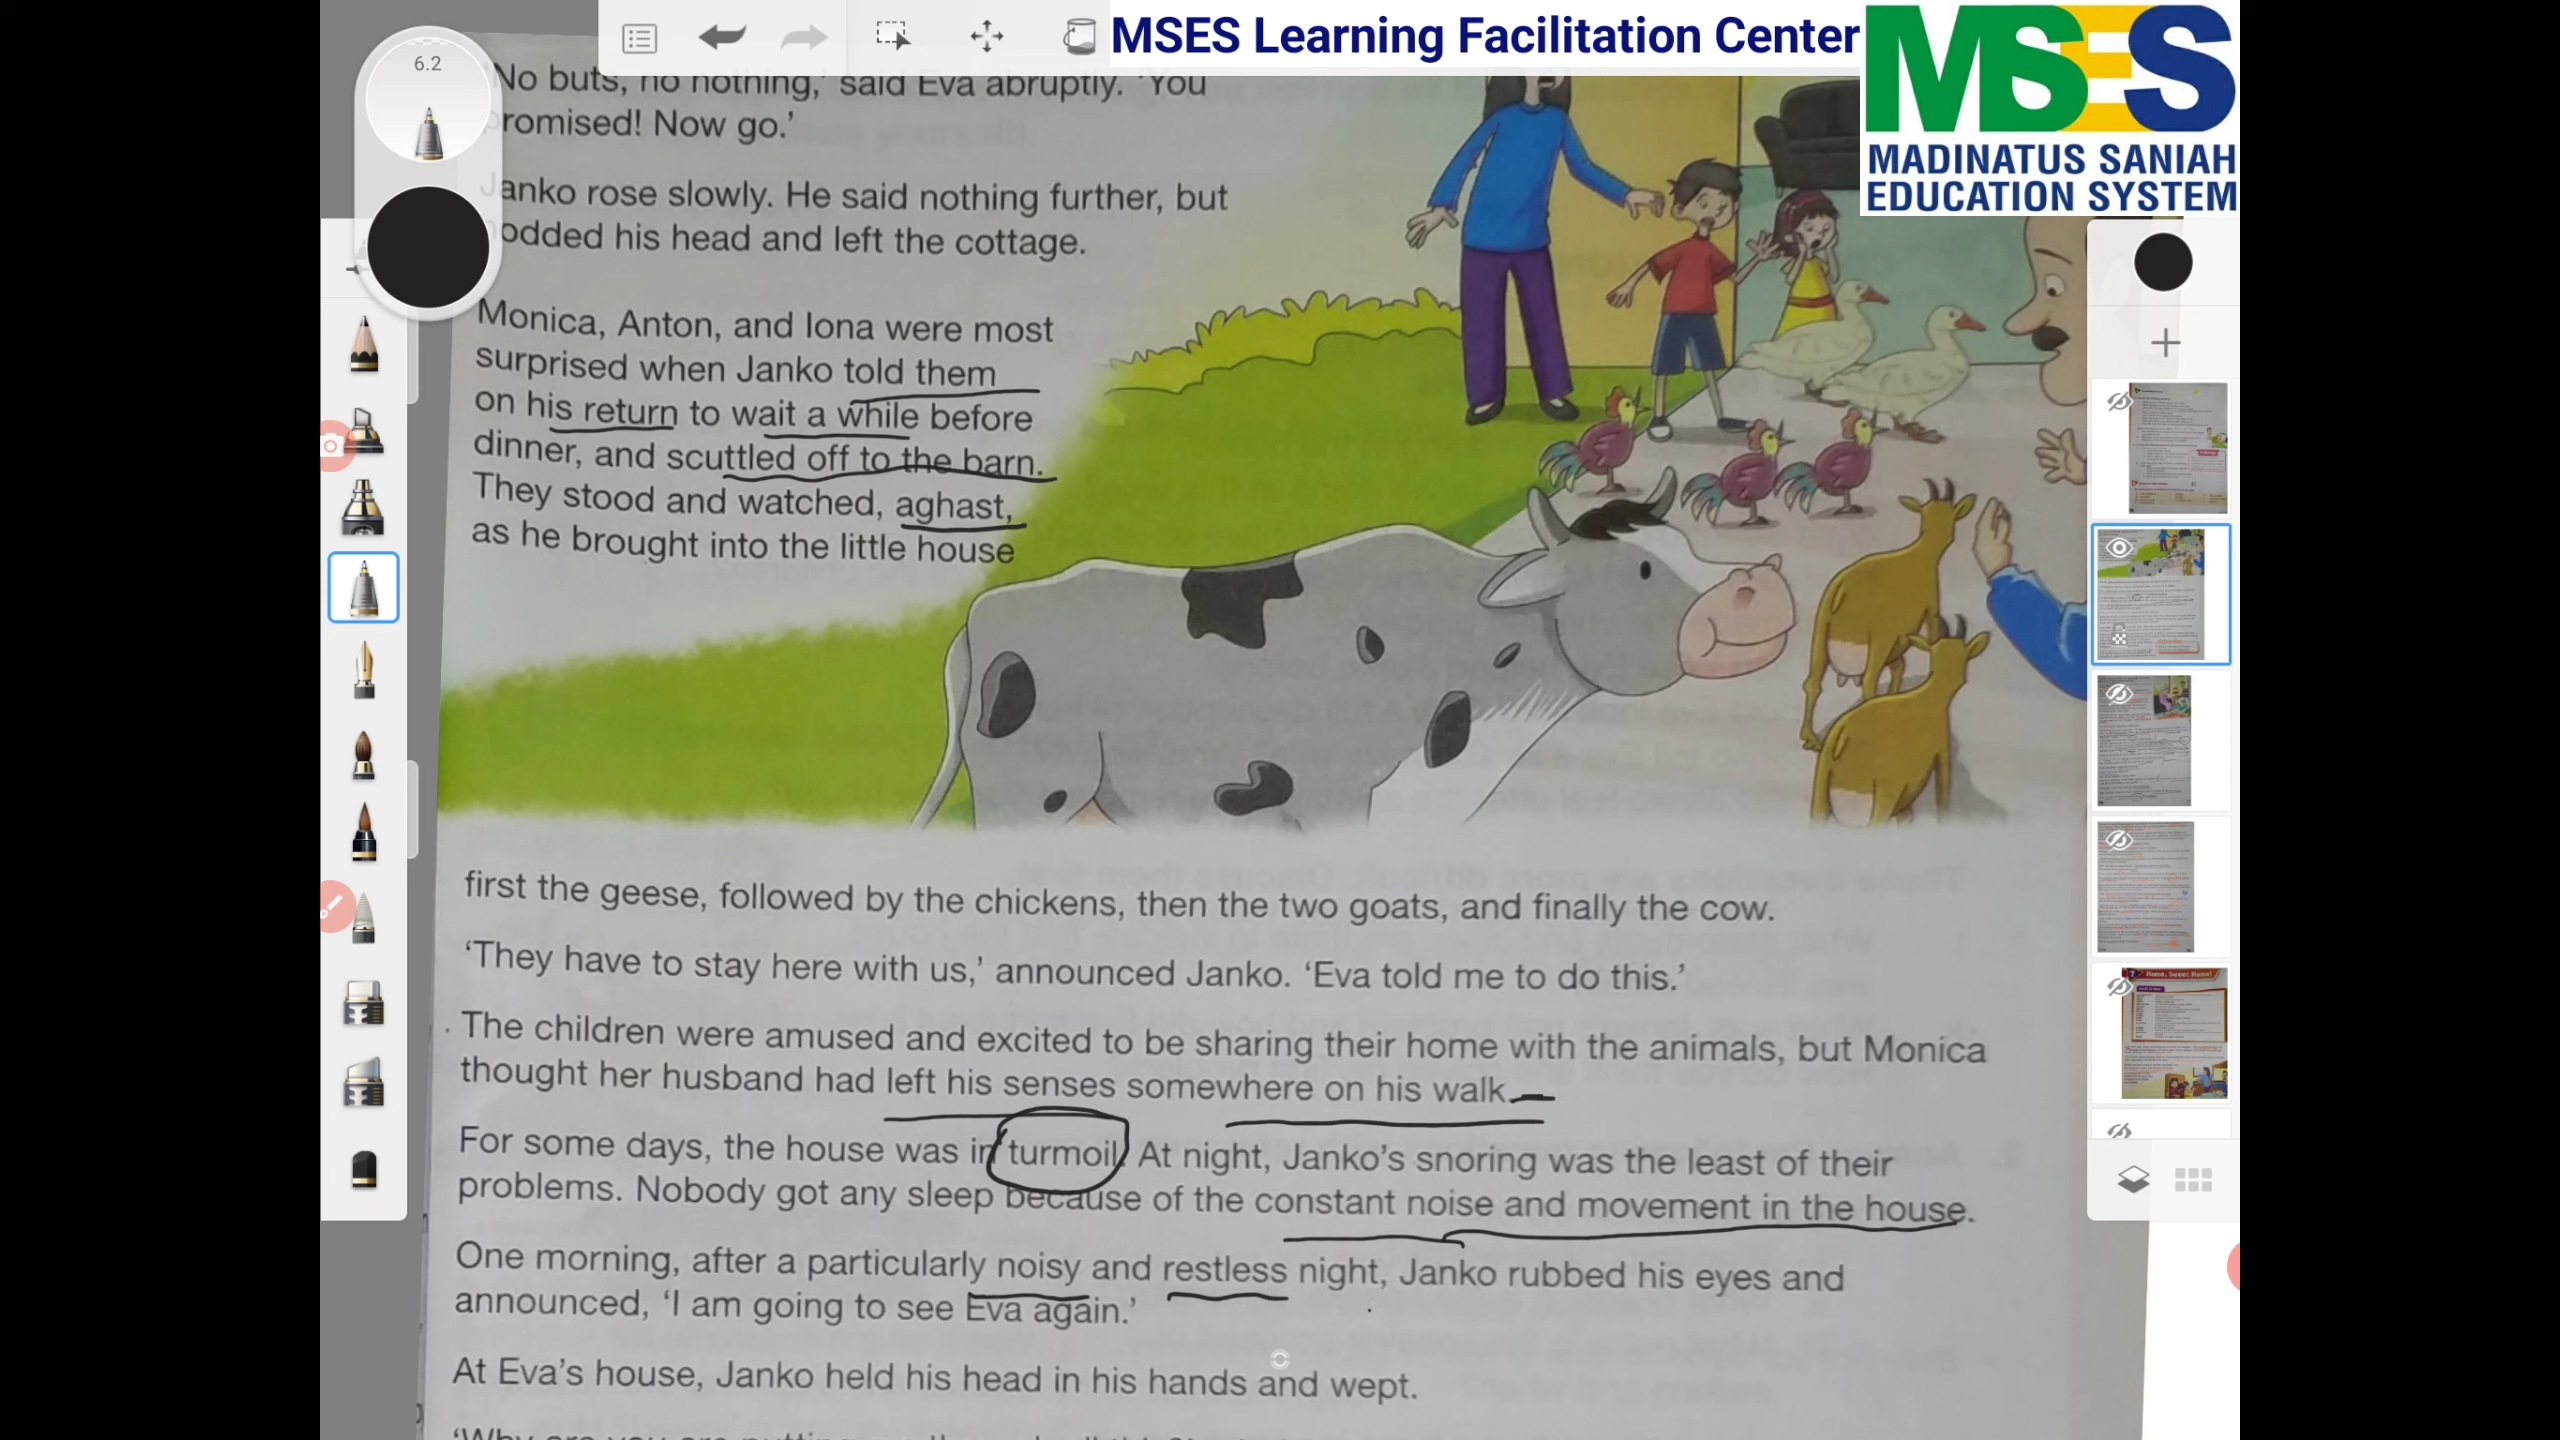 6.2
MSES Learning Facilitation Center
MSES
MADINATUS SANIAH
EDUCATION SYSTEM
'No buts, no nothing,' said Eva abruptly. 'You
promised! Now go.'
Janko rose slowly. He said nothing further, but
nodded his head and left the cottage.
Monica, Anton, and Iona were most
surprised when Janko told them
on his return to wait a while before
dinner, and scuttled off to the barn.
They stood and watched, aghast,
as he brought into the little house
first the geese, followed by the chickens, then the two goats, and finally the cow.
'They have to stay here with us,' announced Janko. 'Eva told me to do this.'
The children were amused and excited to be sharing their home with the animals, but Monica
thought her husband had left his senses somewhere on his walk.
For some days, the house was in turmoil. At night, Janko's snoring was the least of their
problems. Nobody got any sleep because of the constant noise and movement in the house.
One morning, after a particularly noisy and restless night, Janko rubbed his eyes and
announced, 'I am going to see Eva again.'
At Eva's house, Janko held his head in his hands and wept.
7 Home, Sweet Home!